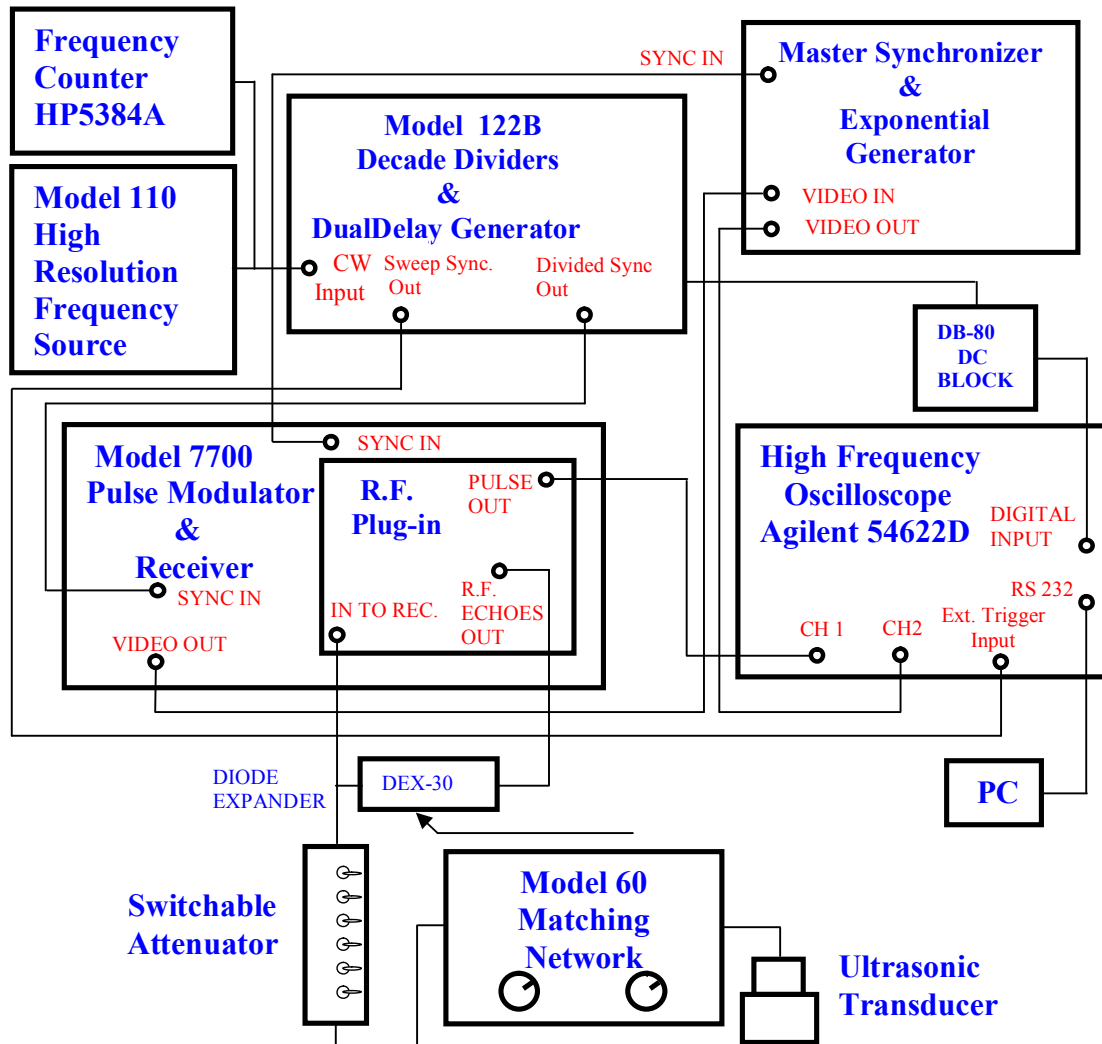 Frequency
Counter
HP5384A
Model 110
High
Resolution
Frequency
Source
Model 122B
Decade Dividers
&
DualDelay Generator
CW
Input
Sweep Sync.
Out
Divided Sync
Out
SYNC IN
Master Synchronizer
&
Exponential
Generator
VIDEO IN
VIDEO OUT
DB-80
DC
BLOCK
Model 7700
Pulse Modulator
&
Receiver
SYNC IN
SYNC IN
VIDEO OUT
R.F.
Plug-in
PULSE
OUT
R.F.
ECHOES
OUT
IN TO REC.
High Frequency
Oscilloscope
Agilent 54622D
DIGITAL
INPUT
RS 232
Ext. Trigger
Input
CH 1
CH2
DIODE
EXPANDER
DEX-30
PC
Switchable
Attenuator
Model 60
Matching
Network
Ultrasonic
Transducer